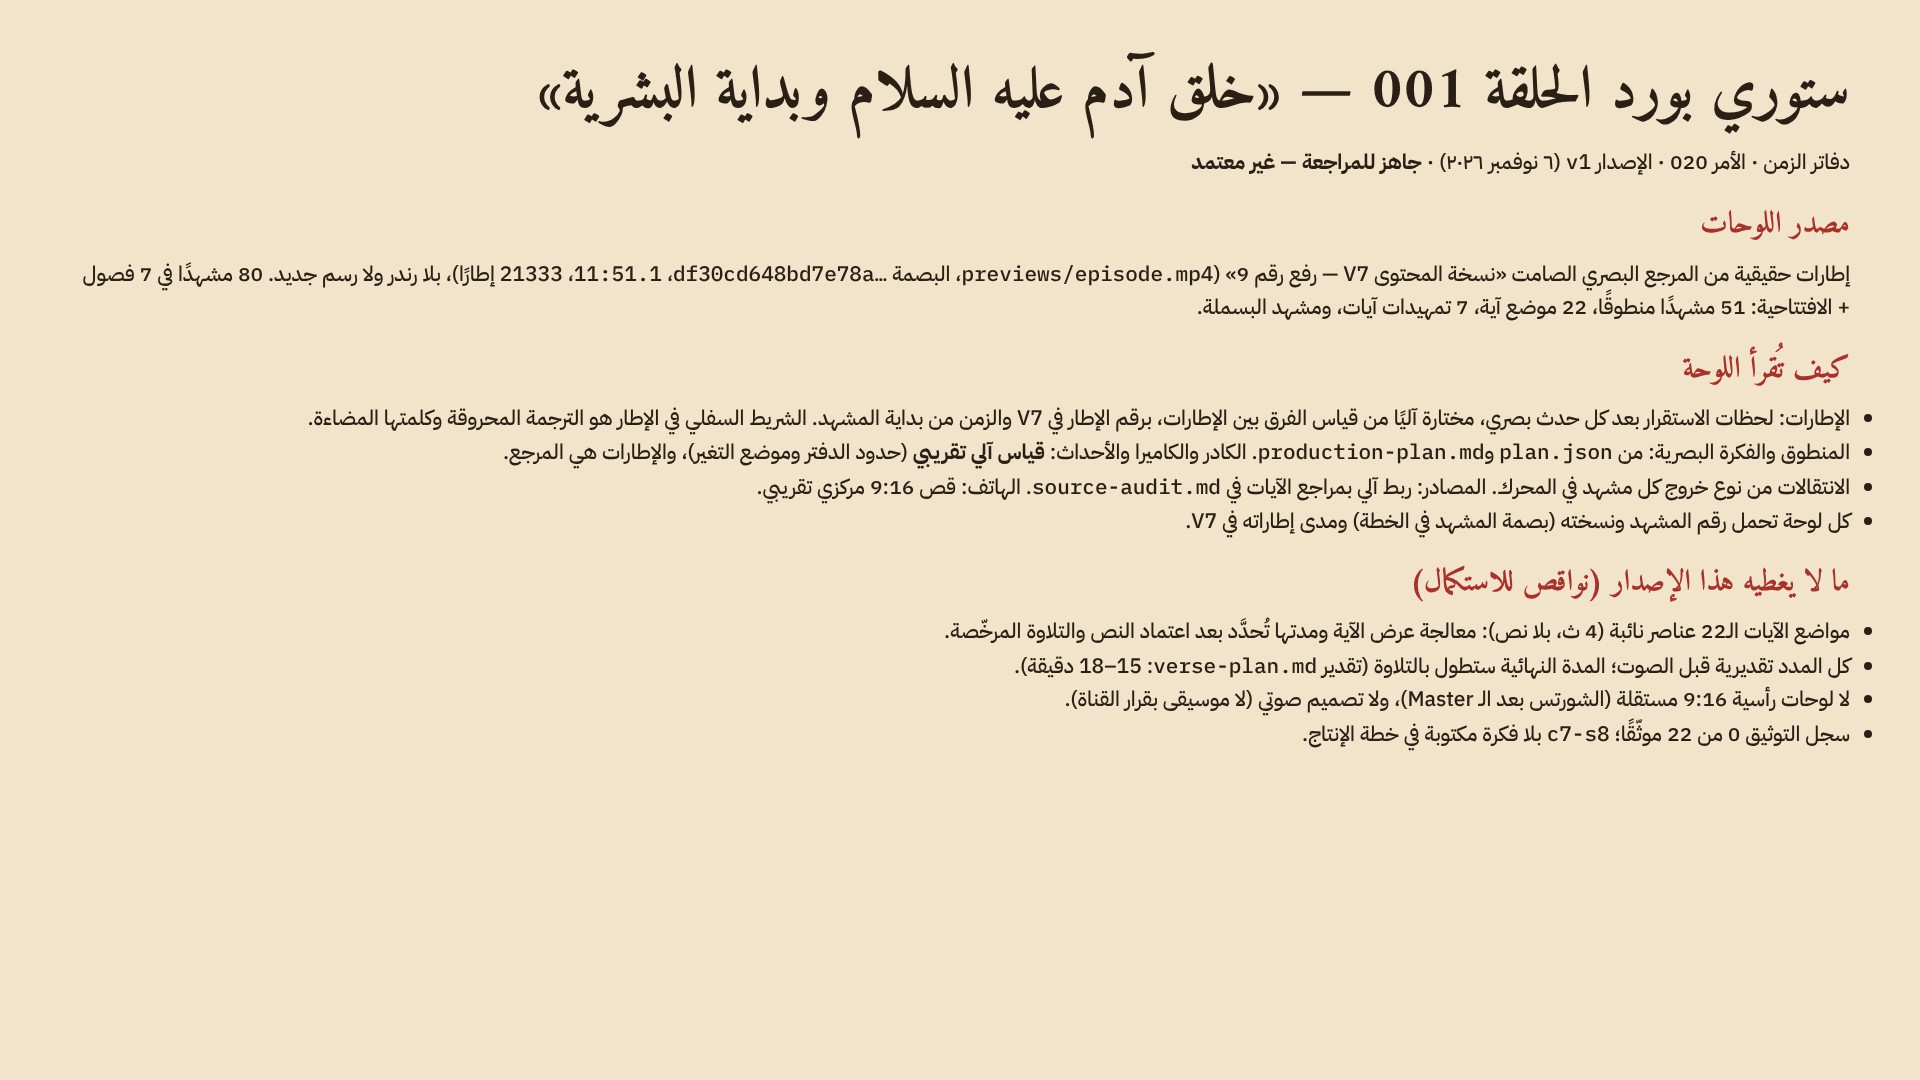 ستوري بورد الحلقة 001 — «خلق آدم عليه السلام وبداية البشرية»
دفاتر الزمن · الأمر 020 · الإصدار v1 (٦ نوفمبر ٢٠٢٦) · جاهز للمراجعة — غير معتمد
مصدر اللوحات
إطارات حقيقية من المرجع البصري الصامت «نسخة المحتوى V7 — رفع رقم 9» (previews/episode.mp4، البصمة df30cd648bd7e78a…، 11:51.1، 21333 إطارًا)، بلا رندر ولا رسم جديد. 80 مشهدًا في 7 فصول
+ الافتتاحية: 51 مشهدًا منطوقًا، 22 موضع آية، 7 تمهيدات آيات، ومشهد البسملة.
كيف تُقرأ اللوحة
• الإطارات: لحظات الاستقرار بعد كل حدث بصري، مختارة آليًا من قياس الفرق بين الإطارات، برقم الإطار في V7 والزمن من بداية المشهد. الشريط السفلي في الإطار هو الترجمة المحروقة وكلمتها المضاءة.
• المنطوق والفكرة البصرية: من plan.json وproduction-plan.md. الكادر والكاميرا والأحداث: قياس آلي تقريبي (حدود الدفتر وموضع التغير)، والإطارات هي المرجع.
• الانتقالات من نوع خروج كل مشهد في المحرك. المصادر: ربط آلي بمراجع الآيات في source-audit.md. الهاتف: قص 9:16 مركزي تقريبي.
• كل لوحة تحمل رقم المشهد ونسخته (بصمة المشهد في الخطة) ومدى إطاراته في V7.
ما لا يغطيه هذا الإصدار (نواقص للاستكمال)
• مواضع الآيات الـ22 عناصر نائبة (4 ث، بلا نص): معالجة عرض الآية ومدتها تُحدَّد بعد اعتماد النص والتلاوة المرخّصة.
• كل المدد تقديرية قبل الصوت؛ المدة النهائية ستطول بالتلاوة (تقدير verse-plan.md: 15–18 دقيقة).
• لا لوحات رأسية 9:16 مستقلة (الشورتس بعد الـ Master)، ولا تصميم صوتي (لا موسيقى بقرار القناة).
• سجل التوثيق 0 من 22 موثّقًا؛ c7-s8 بلا فكرة مكتوبة في خطة الإنتاج.